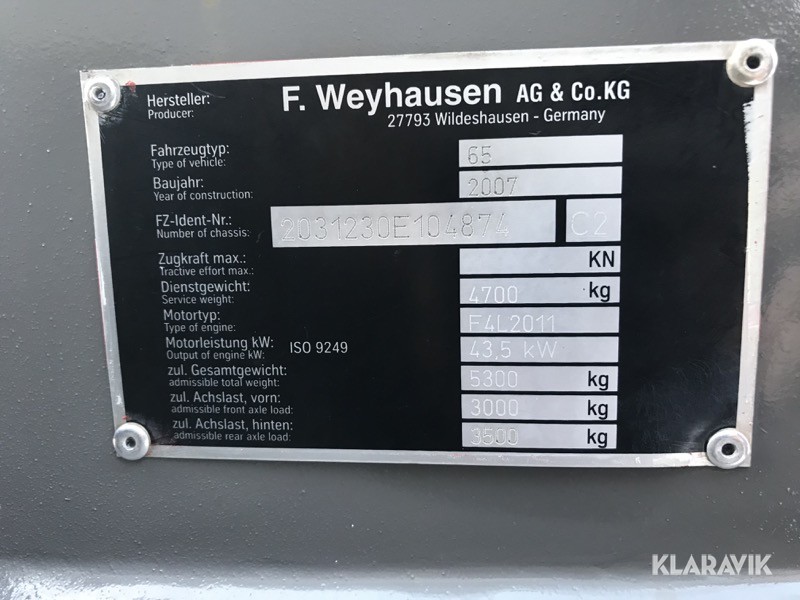 Hersteller: F. Weyhausen AG & Co.KG
Producer: 27793 Wildeshausen - Germany
Fahrzeugtyp: 65
Type of vehicle:
Baujahr: 2007
Year of construction:
FZ-Ident-Nr.: 2031230E104874 C2
Number of chassis:
Zugkraft max.: KN
Tractive effort max.:
Dienstgewicht: 4700 kg
Service weight:
Motortyp: F4L2011
Type of engine:
Motorleistung kW: ISO 9249 43,5 kW
Output of engine kW:
zul. Gesamtgewicht: 5300 kg
admissible total weight:
zul. Achslast, vorn: 3000 kg
admissible front axle load:
zul. Achslast, hinten: 3500 kg
admissible rear axle load:
KLARAVIK